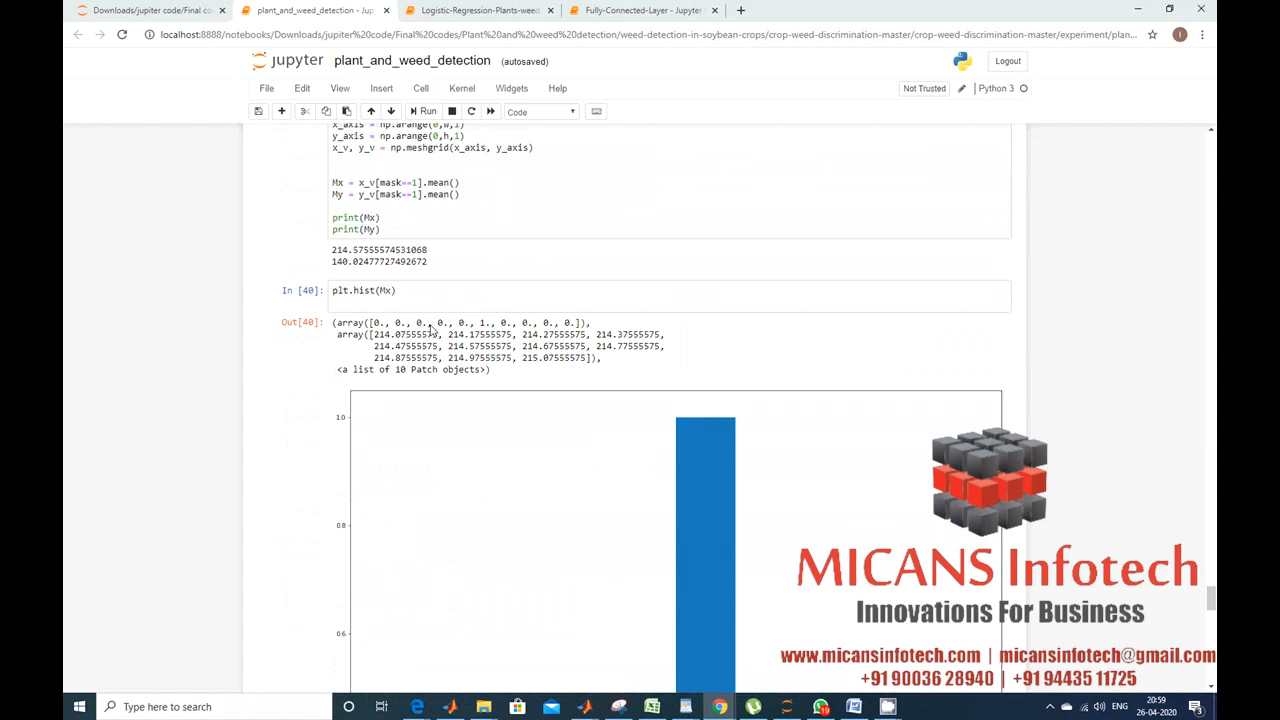 Downloads/jupiter code/Final co
plant_and_weed_detection - Jup
Logistic-Regression-Plants-weed
Fully-Connected-Layer - Jupyter
localhost:8888/notebooks/Downloads/jupiter%20code/Final%20codes/Plant%20and%20weed%20detection/weed-detection-in-soybean-crops/crop-weed-discrimination-master/crop-weed-discrimination-master/experiment/plan...
I
jupyter plant_and_weed_detection (autosaved)
Logout
File Edit View Insert Cell Kernel Widgets Help
Not Trusted
Python 3
Run
Code
x_axis = np.arange(0,w,1)
y_axis = np.arange(0,h,1)
x_v, y_v = np.meshgrid(x_axis, y_axis)
Mx = x_v[mask==1].mean()
My = y_v[mask==1].mean()
print(Mx)
print(My)
214.57555574531068
140.02477727492672
In [40]: plt.hist(Mx)
Out[40]: (array([0., 0., 0., 0., 0., 1., 0., 0., 0., 0.]),
array([214.07555575, 214.17555575, 214.27555575, 214.37555575,
214.47555575, 214.57555575, 214.67555575, 214.77555575,
214.87555575, 214.97555575, 215.07555575]),
<a list of 10 Patch objects>)
1.0
0.8
0.6
MICANS Infotech
Innovations For Business
www.micansinfotech.com | micansinfotech@gmail.com
+91 90036 28940 | +91 94435 11725
Type here to search
19
20:59
26-04-2020
3